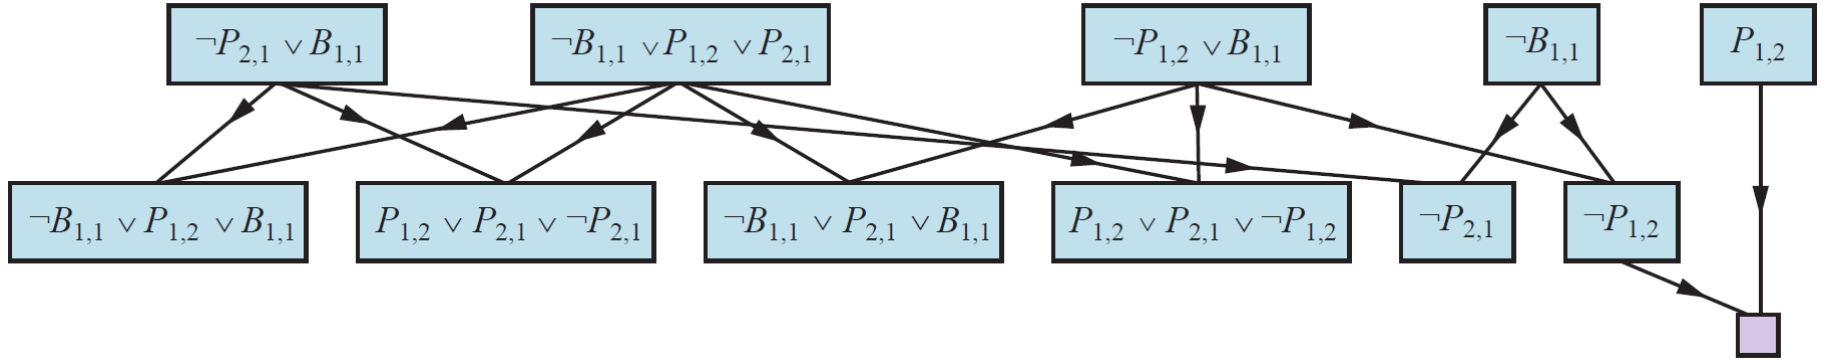 ¬P2,1 ∨ B1,1
¬B1,1 ∨ P1,2 ∨ P2,1
¬P1,2 ∨ B1,1
¬B1,1
P1,2
¬B1,1 ∨ P1,2 ∨ B1,1
P1,2 ∨ P2,1 ∨ ¬P2,1
¬B1,1 ∨ P2,1 ∨ B1,1
P1,2 ∨ P2,1 ∨ ¬P1,2
¬P2,1
¬P1,2